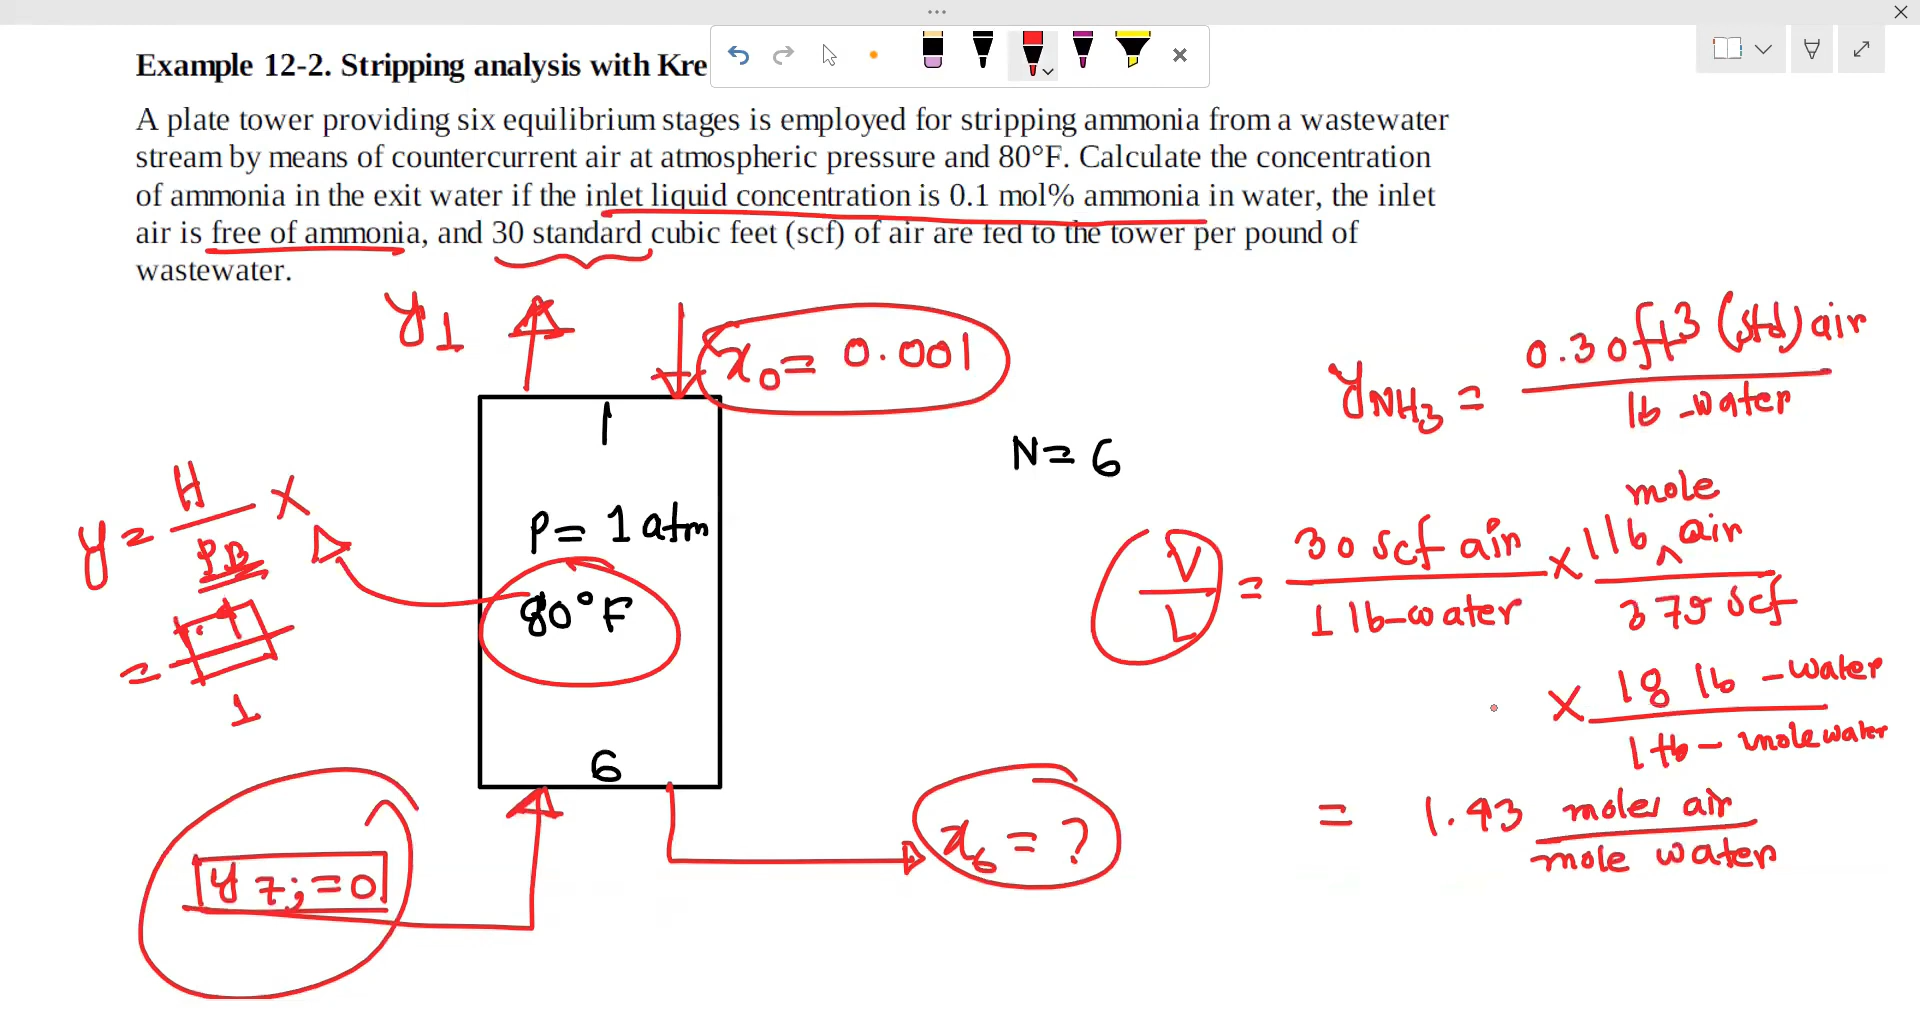 Example 12-2. Stripping analysis with Kre
A plate tower providing six equilibrium stages is employed for stripping ammonia from a wastewater
stream by means of countercurrent air at atmospheric pressure and 80°F. Calculate the concentration
of ammonia in the exit water if the inlet liquid concentration is 0.1 mol% ammonia in water, the inlet
air is free of ammonia, and 30 standard cubic feet (scf) of air are fed to the tower per pound of
wastewater.
y1
x0 = 0.001
1
P = 1 atm
80°F
6
N = 6
y = H/PB x
=
1
y7; = 0
x6 = ?
yNH3 = 0.30ft3 (std) air / lb-water
V/L = 30 scf air / 1 lb-water × 1 lb mole air / 379 scf
× 18 lb-water / 1 lb-mole water
= 1.43 moles air / mole water